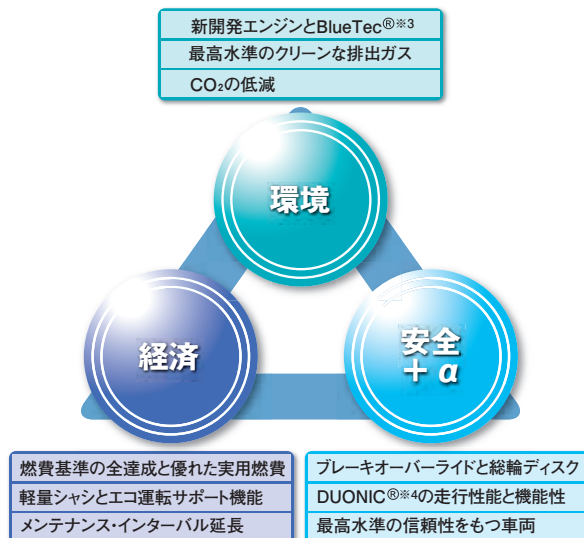 新開発エンジンとBlueTec®※3
最高水準のクリーンな排出ガス
CO₂の低減
環境
経済
安全
+ α
燃費基準の全達成と優れた実用燃費
軽量シャシとエコ運転サポート機能
メンテナンス・インターバル延長
ブレーキオーバーライドと総輪ディスク
DUONIC®※4の走行性能と機能性
最高水準の信頼性をもつ車両